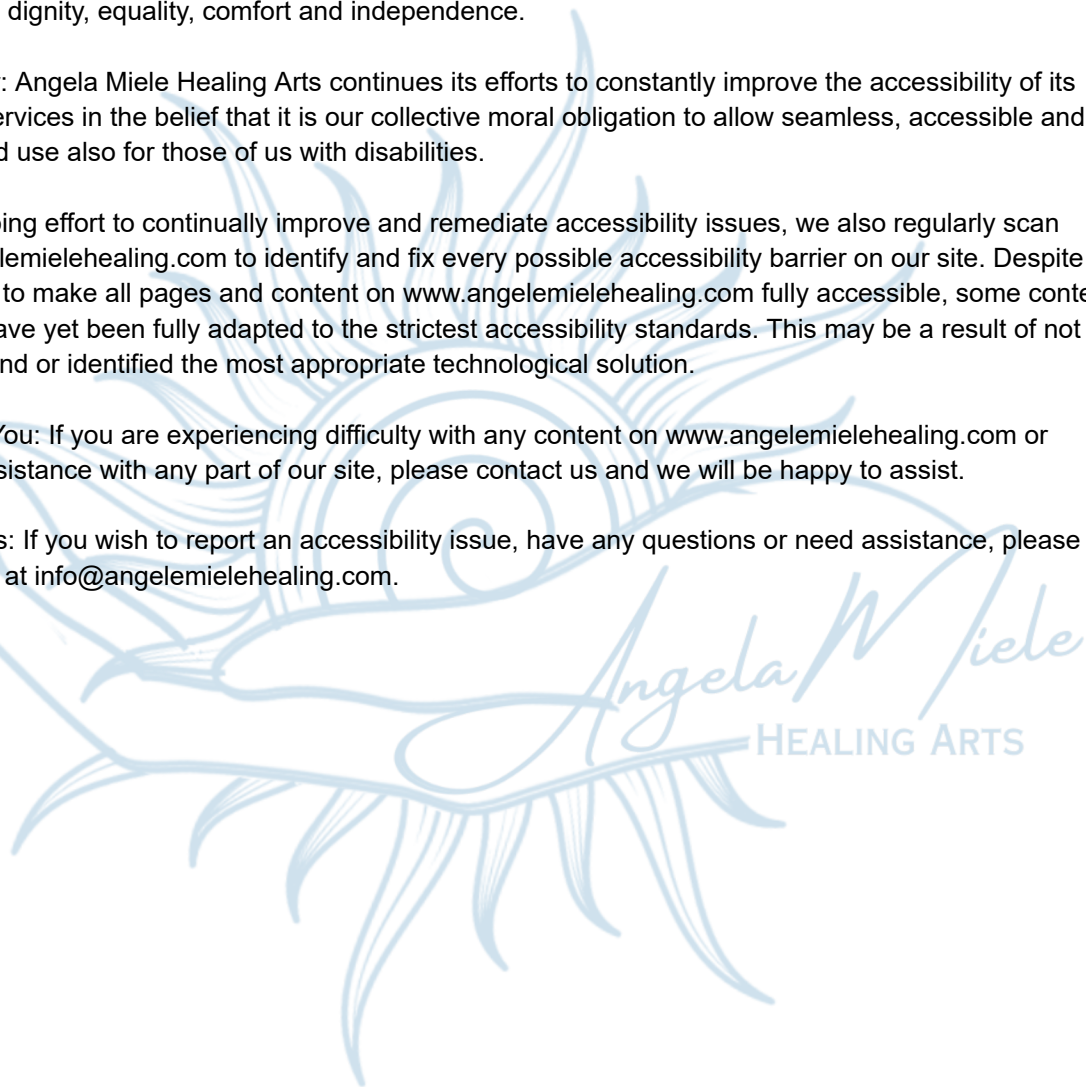 dignity, equality, comfort and independence.
: Angela Miele Healing Arts continues its efforts to constantly improve the accessibility of its
ervices in the belief that it is our collective moral obligation to allow seamless, accessible and
d use also for those of us with disabilities.
ing effort to continually improve and remediate accessibility issues, we also regularly scan
lemielehealing.com to identify and fix every possible accessibility barrier on our site. Despite
to make all pages and content on www.angelemielehealing.com fully accessible, some conte
ave yet been fully adapted to the strictest accessibility standards. This may be a result of not
nd or identified the most appropriate technological solution.
You: If you are experiencing difficulty with any content on www.angelemielehealing.com or
sistance with any part of our site, please contact us and we will be happy to assist.
s: If you wish to report an accessibility issue, have any questions or need assistance, please
at info@angelemielehealing.com.
Angela Miele
HEALING ARTS